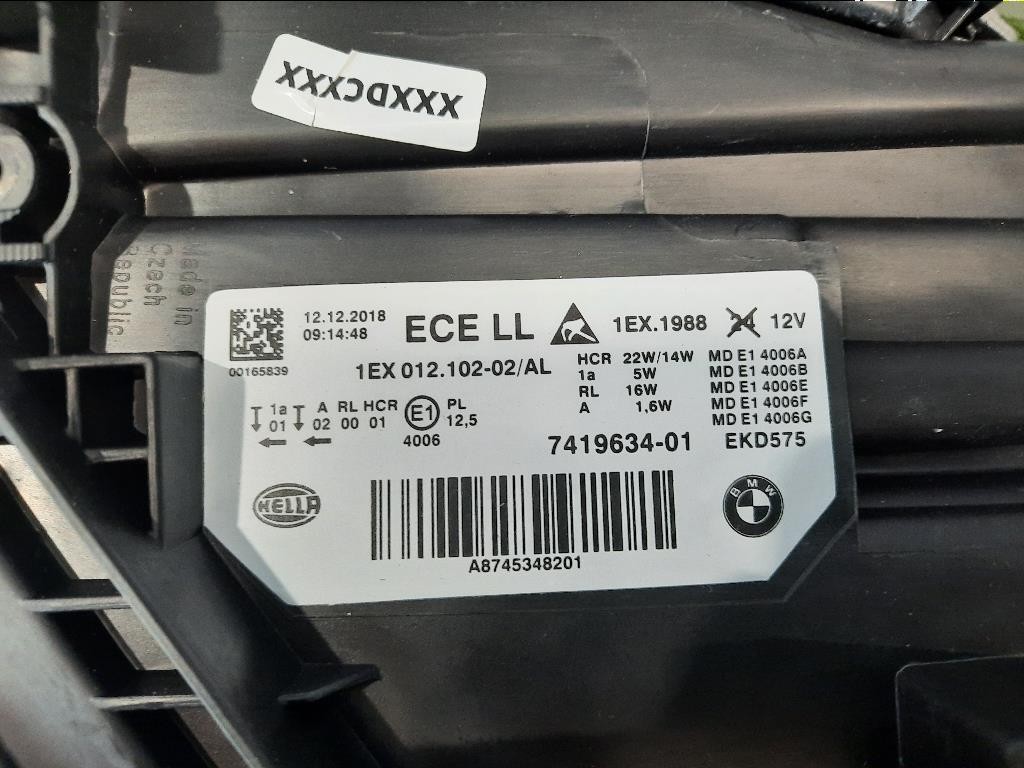 XXXDCXXX
Made in
Czech
Republic
12.12.2018
09:14:48
00165839
ECE LL
1EX.1988
24 12V
1EX 012.102-02/AL
HCR 22W/14W
1a 5W
RL 16W
A 1,6W
MD E1 4006A
MD E1 4006B
MD E1 4006E
MD E1 4006F
MD E1 4006G
1a A RL HCR
01 02 00 01
E1
4006
PL
12,5
7419634-01
EKD575
HELLA
BMW
A8745348201